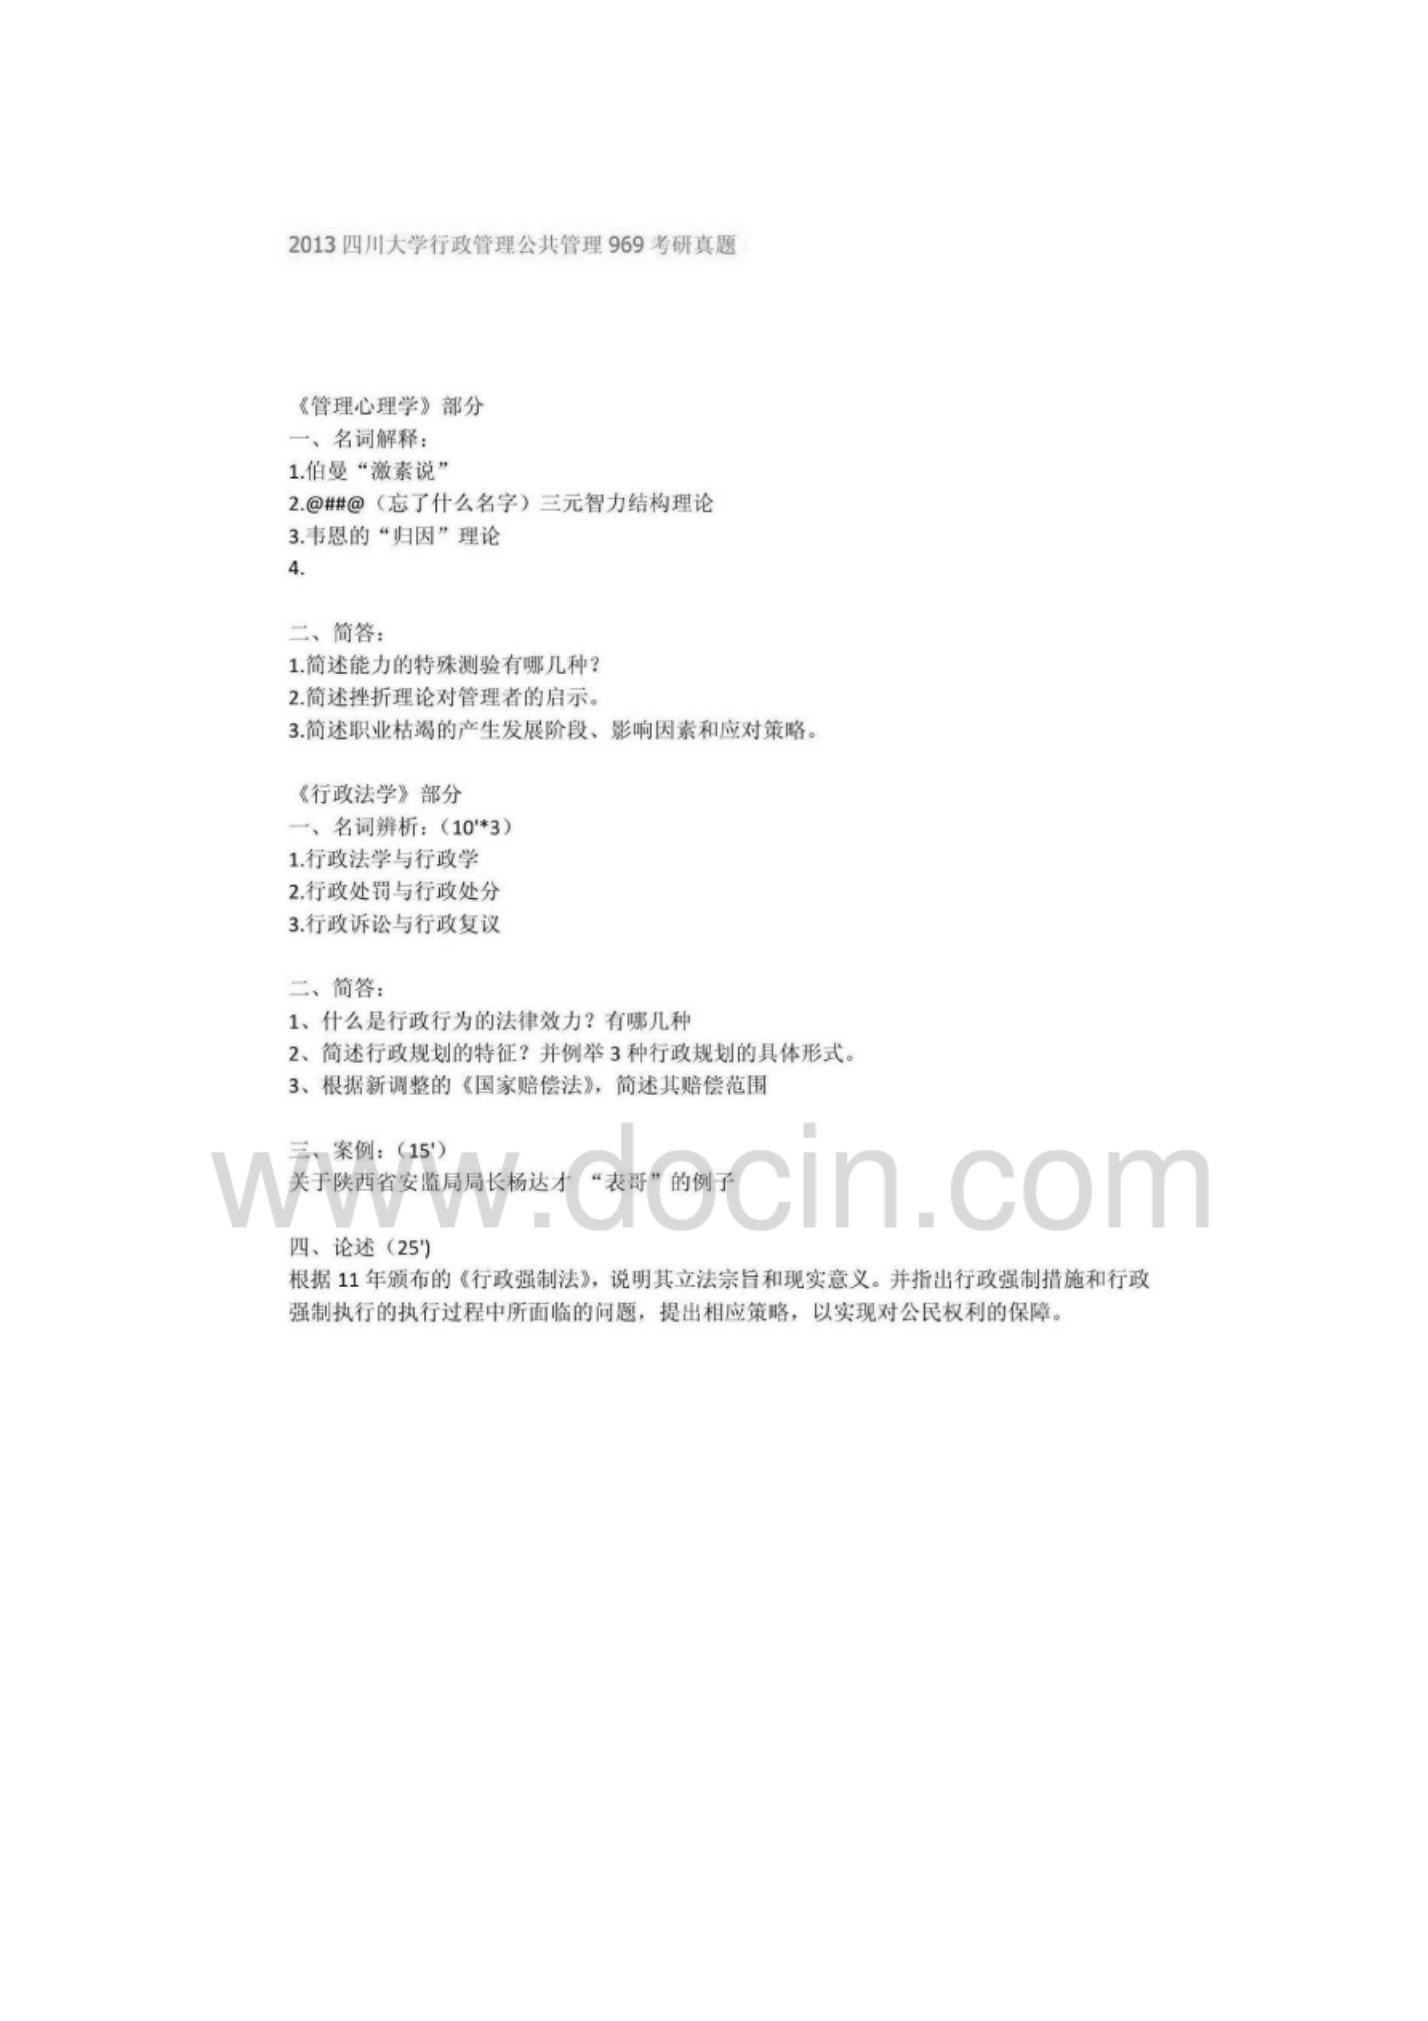 2013 四川大学行政管理公共管理 969 考研真题
《管理心理学》部分
一、名词解释：
1.伯曼“激素说”
2.@##@（忘了什么名字）三元智力结构理论
3.韦恩的“归因”理论
4.
二、简答：
1.简述能力的特殊测验有哪几种？
2.简述挫折理论对管理者的启示。
3.简述职业枯竭的产生发展阶段、影响因素和应对策略。
《行政法学》部分
一、名词辨析：（10'*3）
1.行政法学与行政学
2.行政处罚与行政处分
3.行政诉讼与行政复议
二、简答：
1、什么是行政行为的法律效力？有哪几种
2、简述行政规划的特征？并例举 3 种行政规划的具体形式。
3、根据新调整的《国家赔偿法》，简述其赔偿范围
三、案例：（15'）
关于陕西省安监局局长杨达才 “表哥”的例子
www.docin.com
四、论述（25')
根据 11 年颁布的《行政强制法》，说明其立法宗旨和现实意义。并指出行政强制措施和行政
强制执行的执行过程中所面临的问题，提出相应策略，以实现对公民权利的保障。